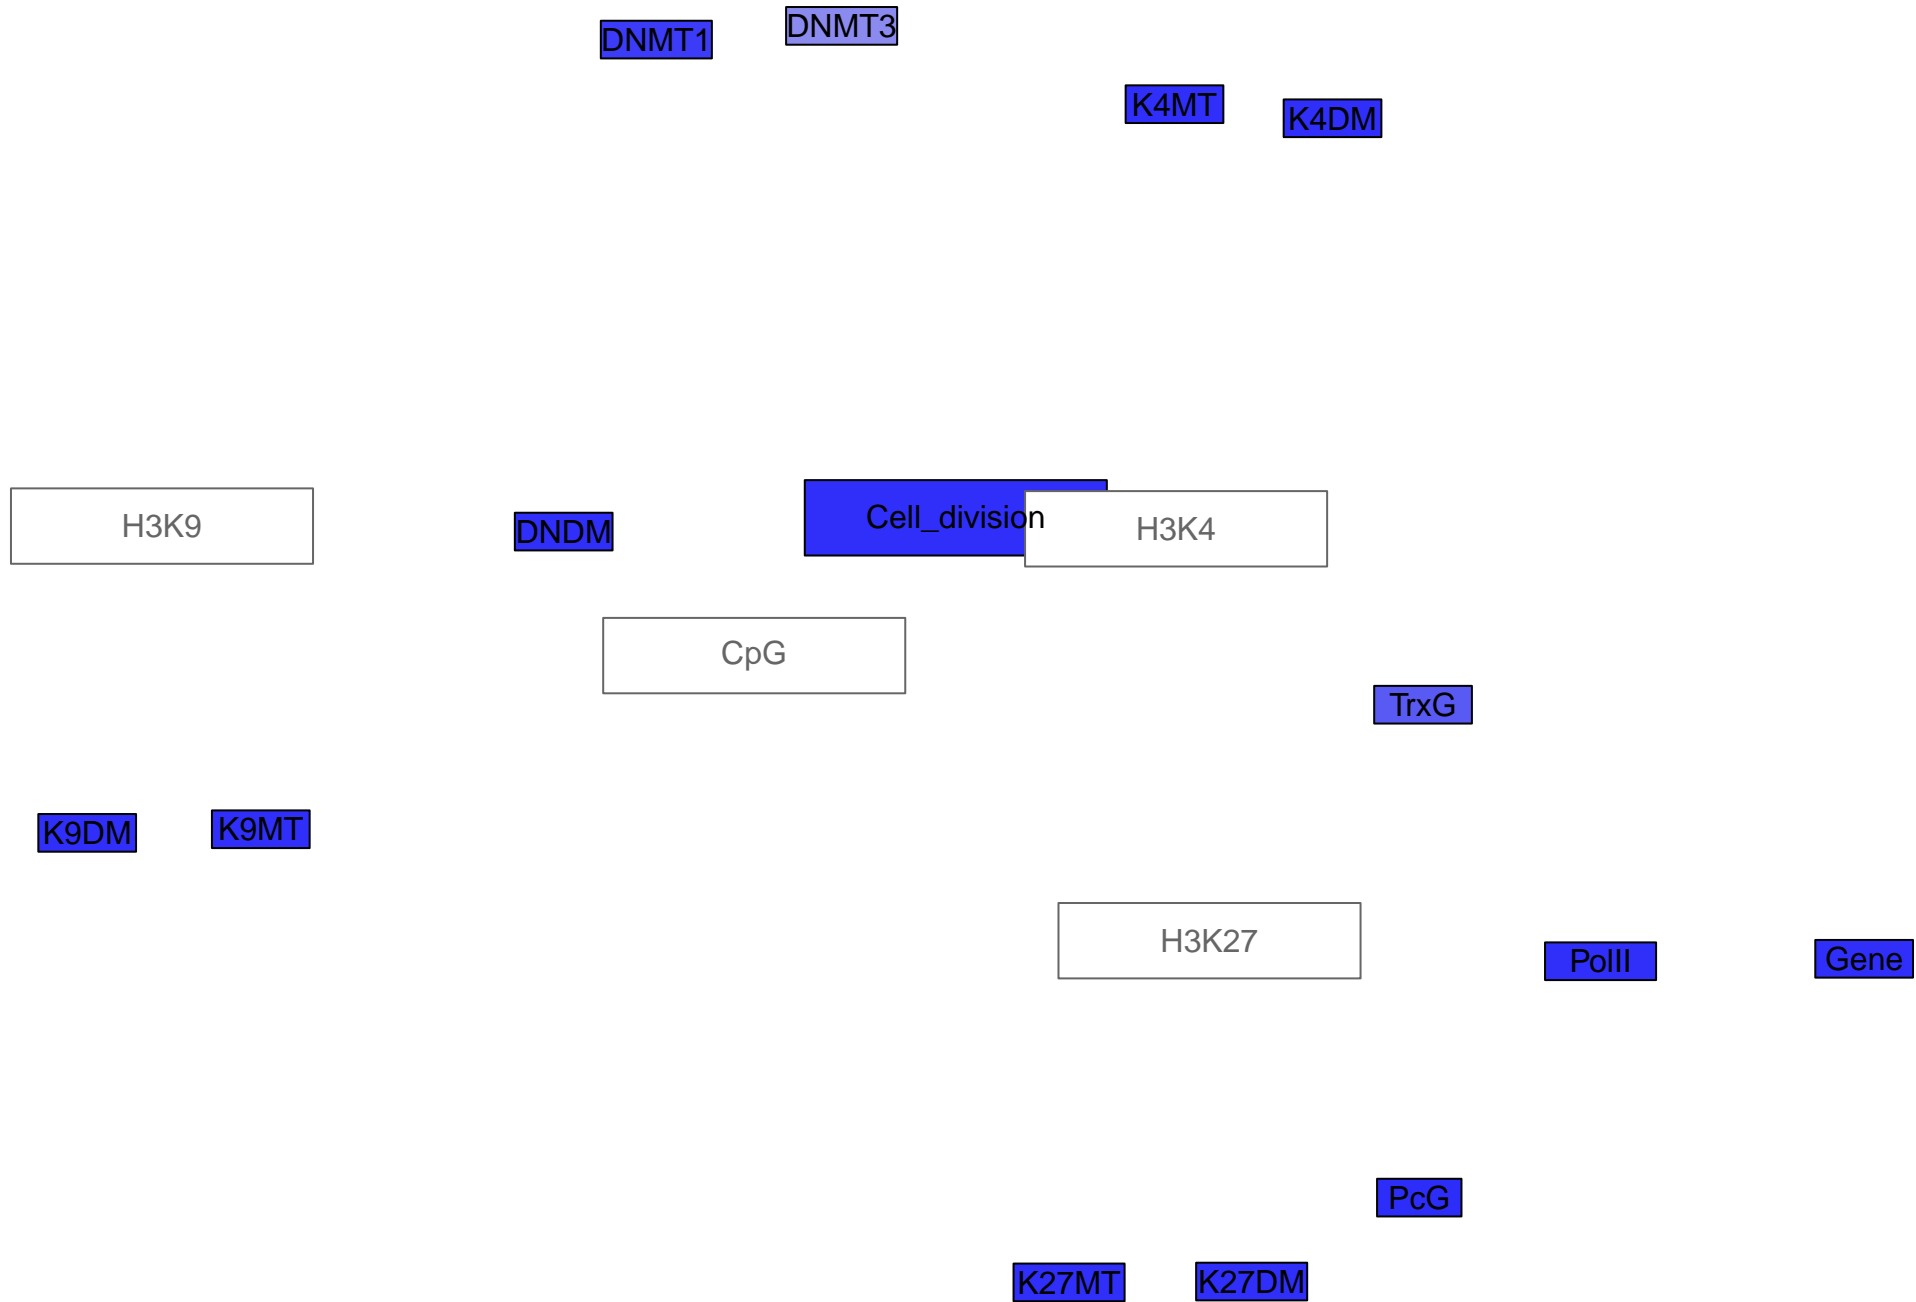 DNMT1
DNMT3
K4MT
K4DM
H3K9
DNDM
Cell_division
H3K4
CpG
TrxG
K9DM
K9MT
H3K27
PolII
Gene
PcG
K27MT
K27DM